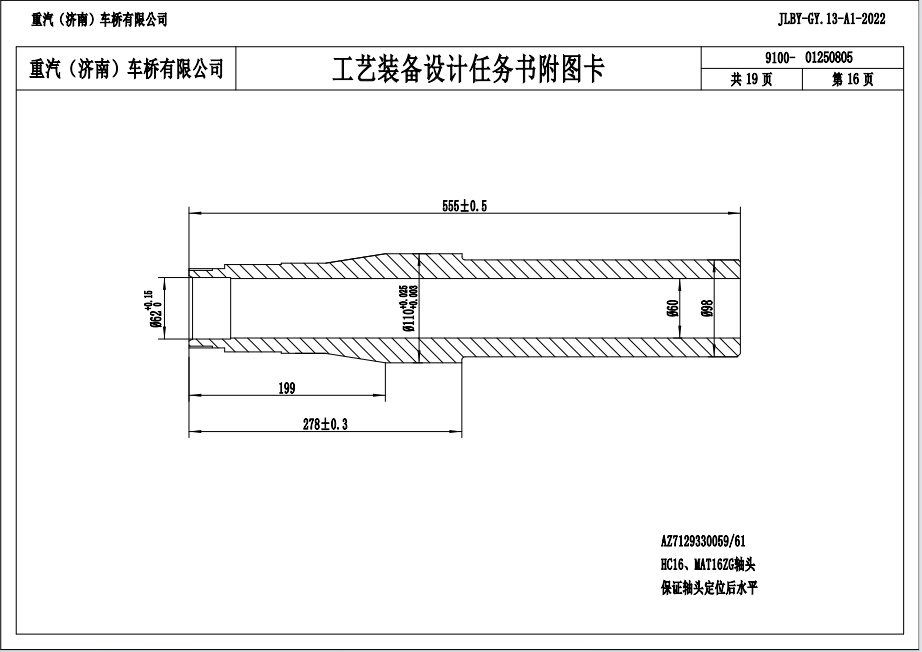 重汽（济南）车桥有限公司
JLBY-GY.13-A1-2022
重汽（济南）车桥有限公司
工艺装备设计任务书附图卡
9100- 01250805
共 19 页
第 16 页
555±0.5
Ø62 +0.15 0
Ø110 +0.025 +0.003
Ø60
Ø98
199
278±0.3
AZ7129330059/61
HC16、MAT16ZG轴头
保证轴头定位后水平